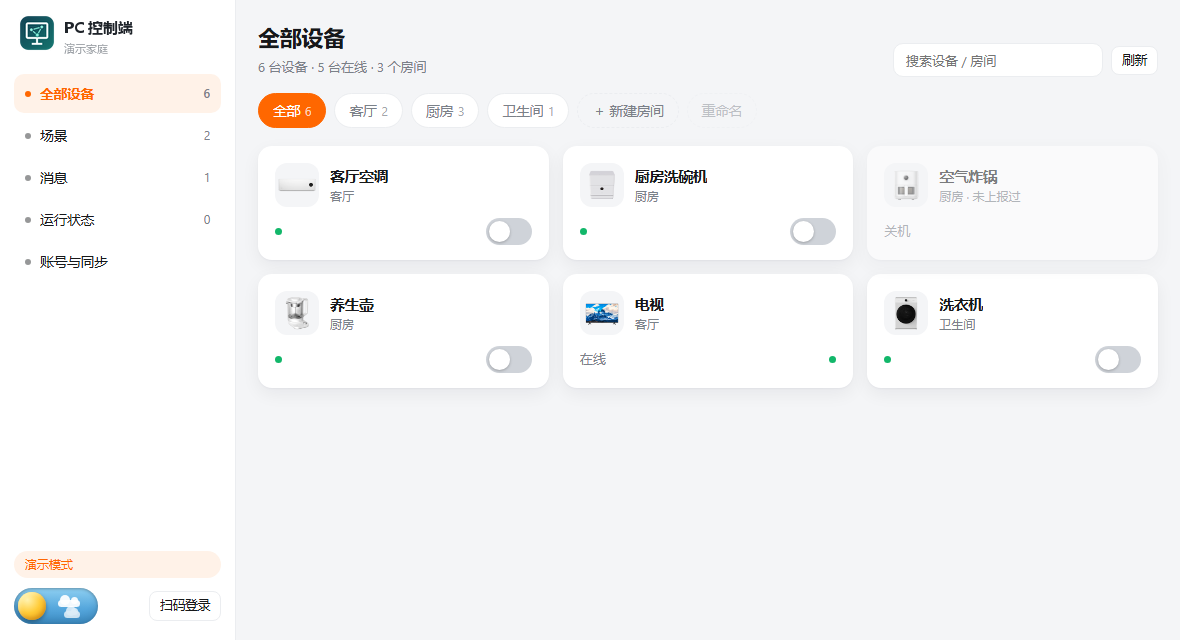 PC 控制端
演示家庭
全部设备 6
场景 2
消息 1
运行状态 0
账号与同步
演示模式
扫码登录
全部设备
6 台设备 · 5 台在线 · 3 个房间
搜索设备 / 房间
刷新
全部 6 客厅 2 厨房 3 卫生间 1 + 新建房间 重命名
客厅空调
客厅
厨房洗碗机
厨房
空气炸锅
厨房 · 未上报过
关机
养生壶
厨房
电视
客厅
在线
洗衣机
卫生间